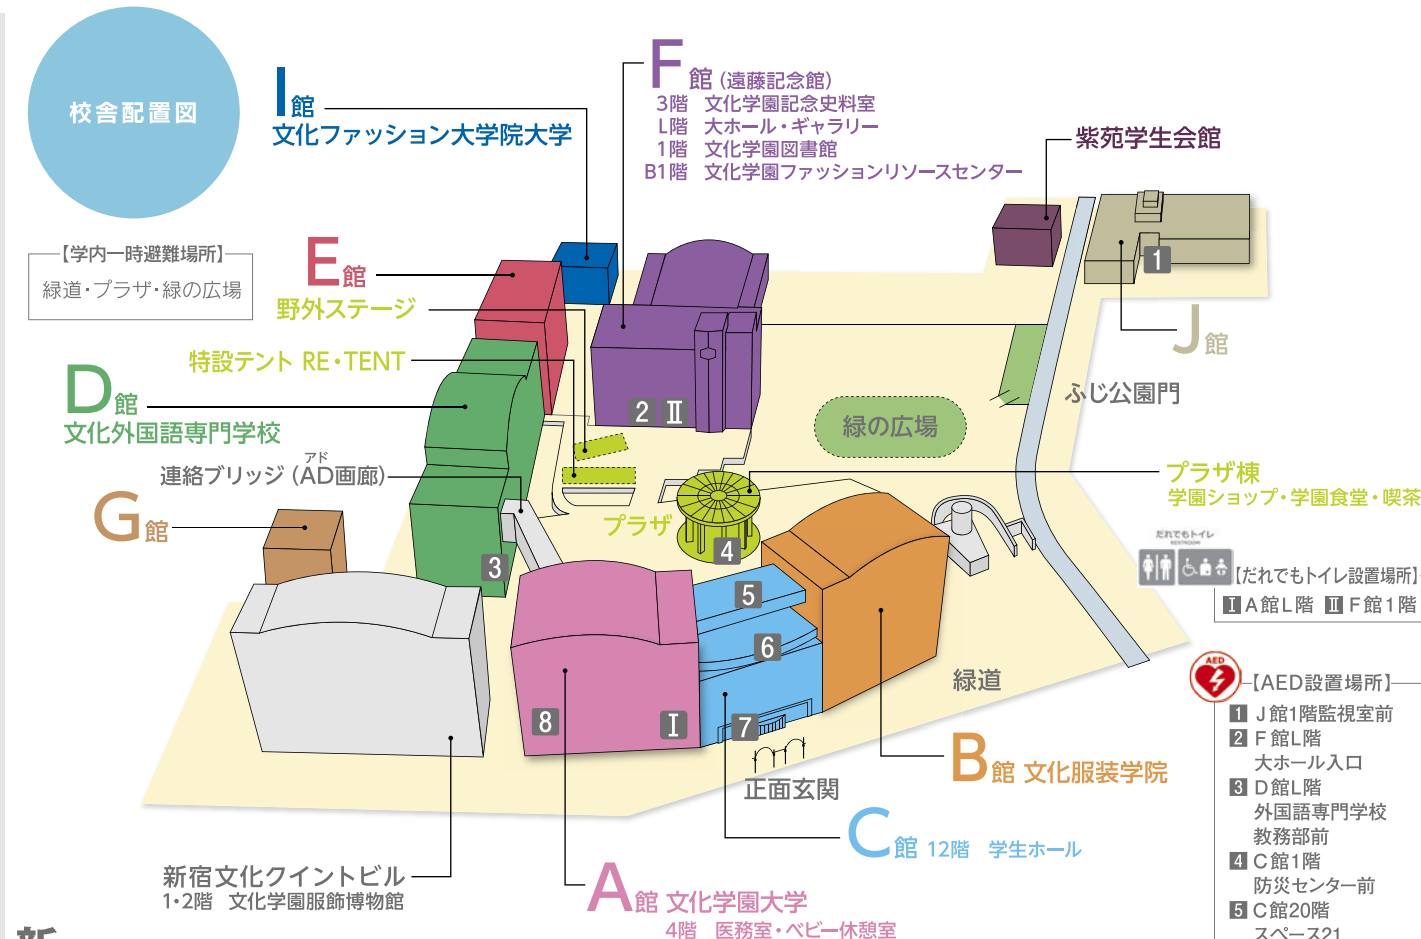 校舎配置図
【学内一時避難場所】
緑道・プラザ・緑の広場
I館
文化ファッション大学院大学
F館（遠藤記念館）
3階　文化学園記念史料室
L階　大ホール・ギャラリー
1階　文化学園図書館
B1階　文化学園ファッションリソースセンター
紫苑学生会館
1
J館
E館
野外ステージ
特設テント RE・TENT
D館
文化外国語専門学校
アド
連絡ブリッジ（AD画廊）
G館
2 Ⅱ
緑の広場
ふじ公園門
プラザ棟
学園ショップ・学園食堂・喫茶
プラザ
4
3
5
6
7
8
Ⅰ
だれでもトイレ
RESTROOM
【だれでもトイレ設置場所】
Ⅰ A館L階 Ⅱ F館1階
緑道
正面玄関
B館 文化服装学院
C館 12階　学生ホール
A館 文化学園大学
4階　医務室・ベビー休憩室
新宿文化クイントビル
1・2階　文化学園服飾博物館
AED
【AED設置場所】
1 J館1階監視室前
2 F館L階
大ホール入口
3 D館L階
外国語専門学校
教務部前
4 C館1階
防災センター前
5 C館20階
スペース21